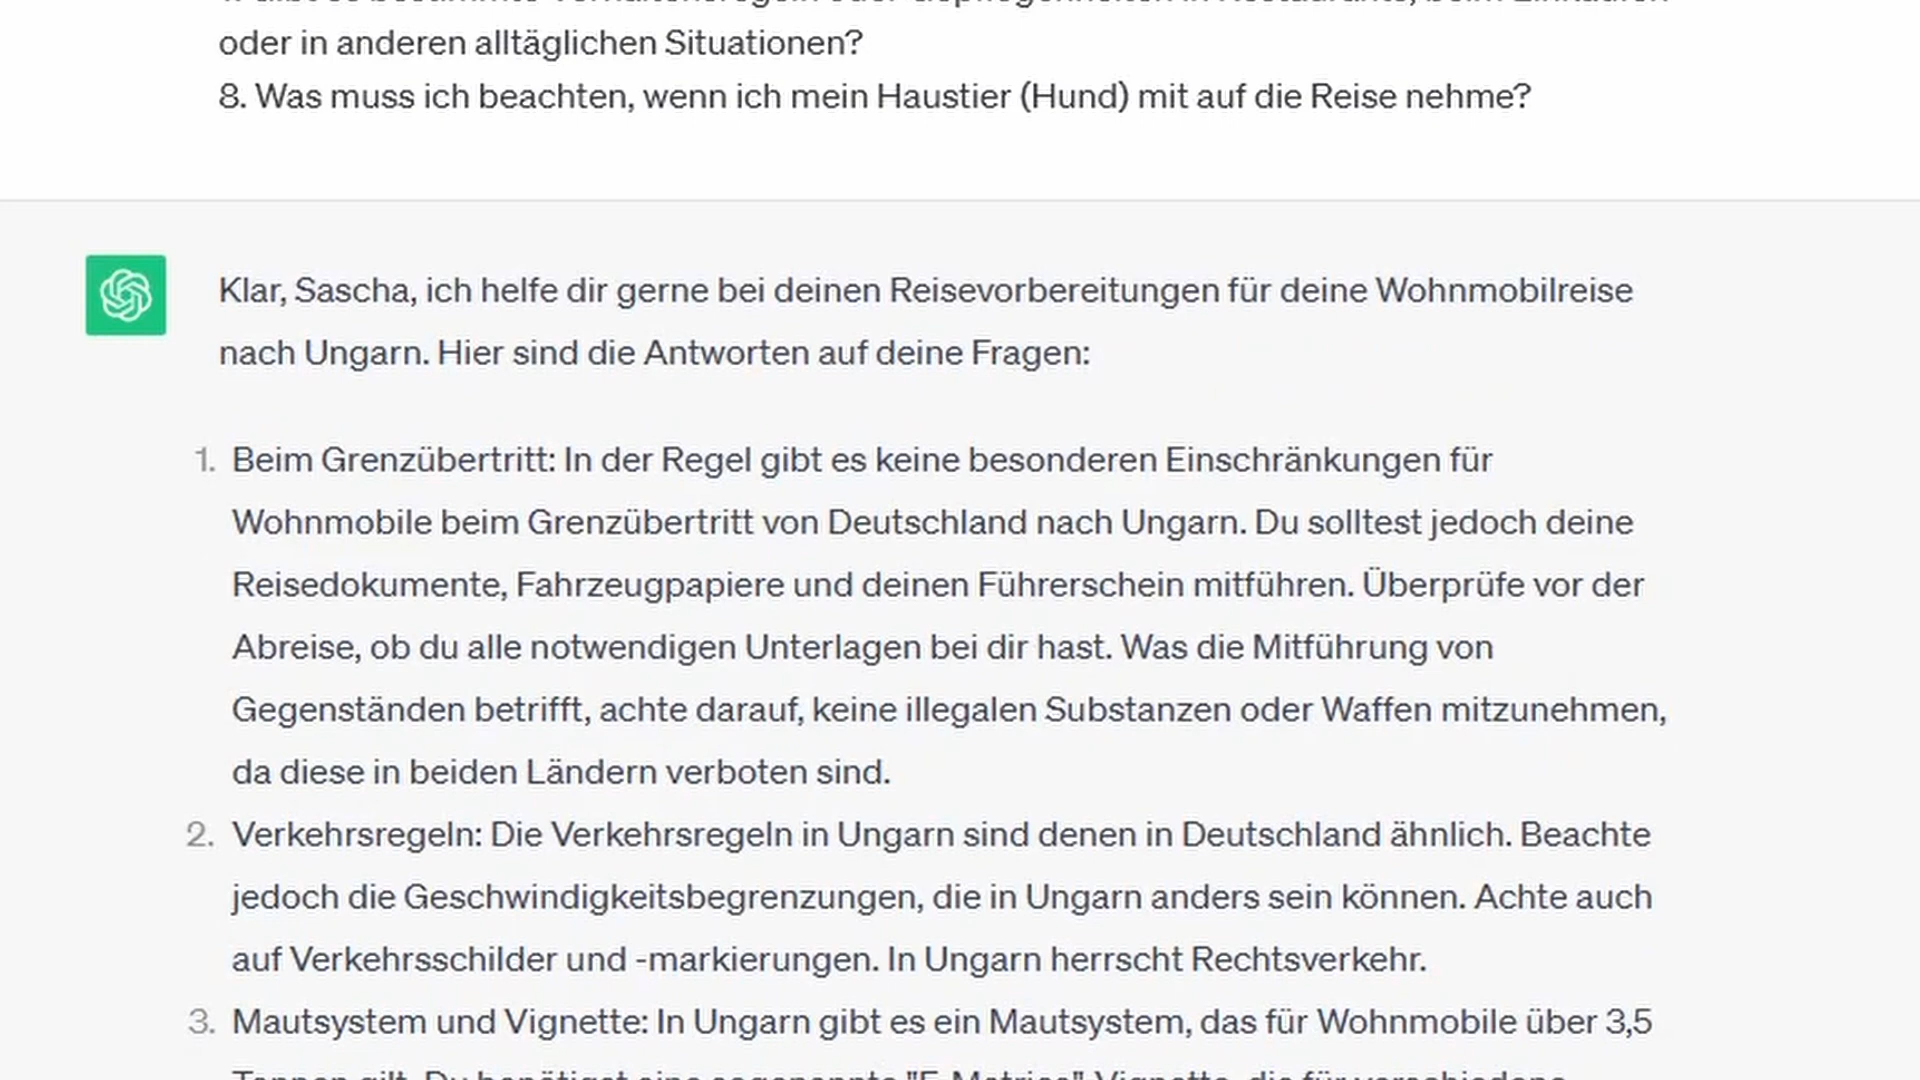 oder in anderen alltäglichen Situationen?
8. Was muss ich beachten, wenn ich mein Haustier (Hund) mit auf die Reise nehme?
Klar, Sascha, ich helfe dir gerne bei deinen Reisevorbereitungen für deine Wohnmobilreise
nach Ungarn. Hier sind die Antworten auf deine Fragen:
1. Beim Grenzübertritt: In der Regel gibt es keine besonderen Einschränkungen für
Wohnmobile beim Grenzübertritt von Deutschland nach Ungarn. Du solltest jedoch deine
Reisedokumente, Fahrzeugpapiere und deinen Führerschein mitführen. Überprüfe vor der
Abreise, ob du alle notwendigen Unterlagen bei dir hast. Was die Mitführung von
Gegenständen betrifft, achte darauf, keine illegalen Substanzen oder Waffen mitzunehmen,
da diese in beiden Ländern verboten sind.
2. Verkehrsregeln: Die Verkehrsregeln in Ungarn sind denen in Deutschland ähnlich. Beachte
jedoch die Geschwindigkeitsbegrenzungen, die in Ungarn anders sein können. Achte auch
auf Verkehrsschilder und -markierungen. In Ungarn herrscht Rechtsverkehr.
3. Mautsystem und Vignette: In Ungarn gibt es ein Mautsystem, das für Wohnmobile über 3,5